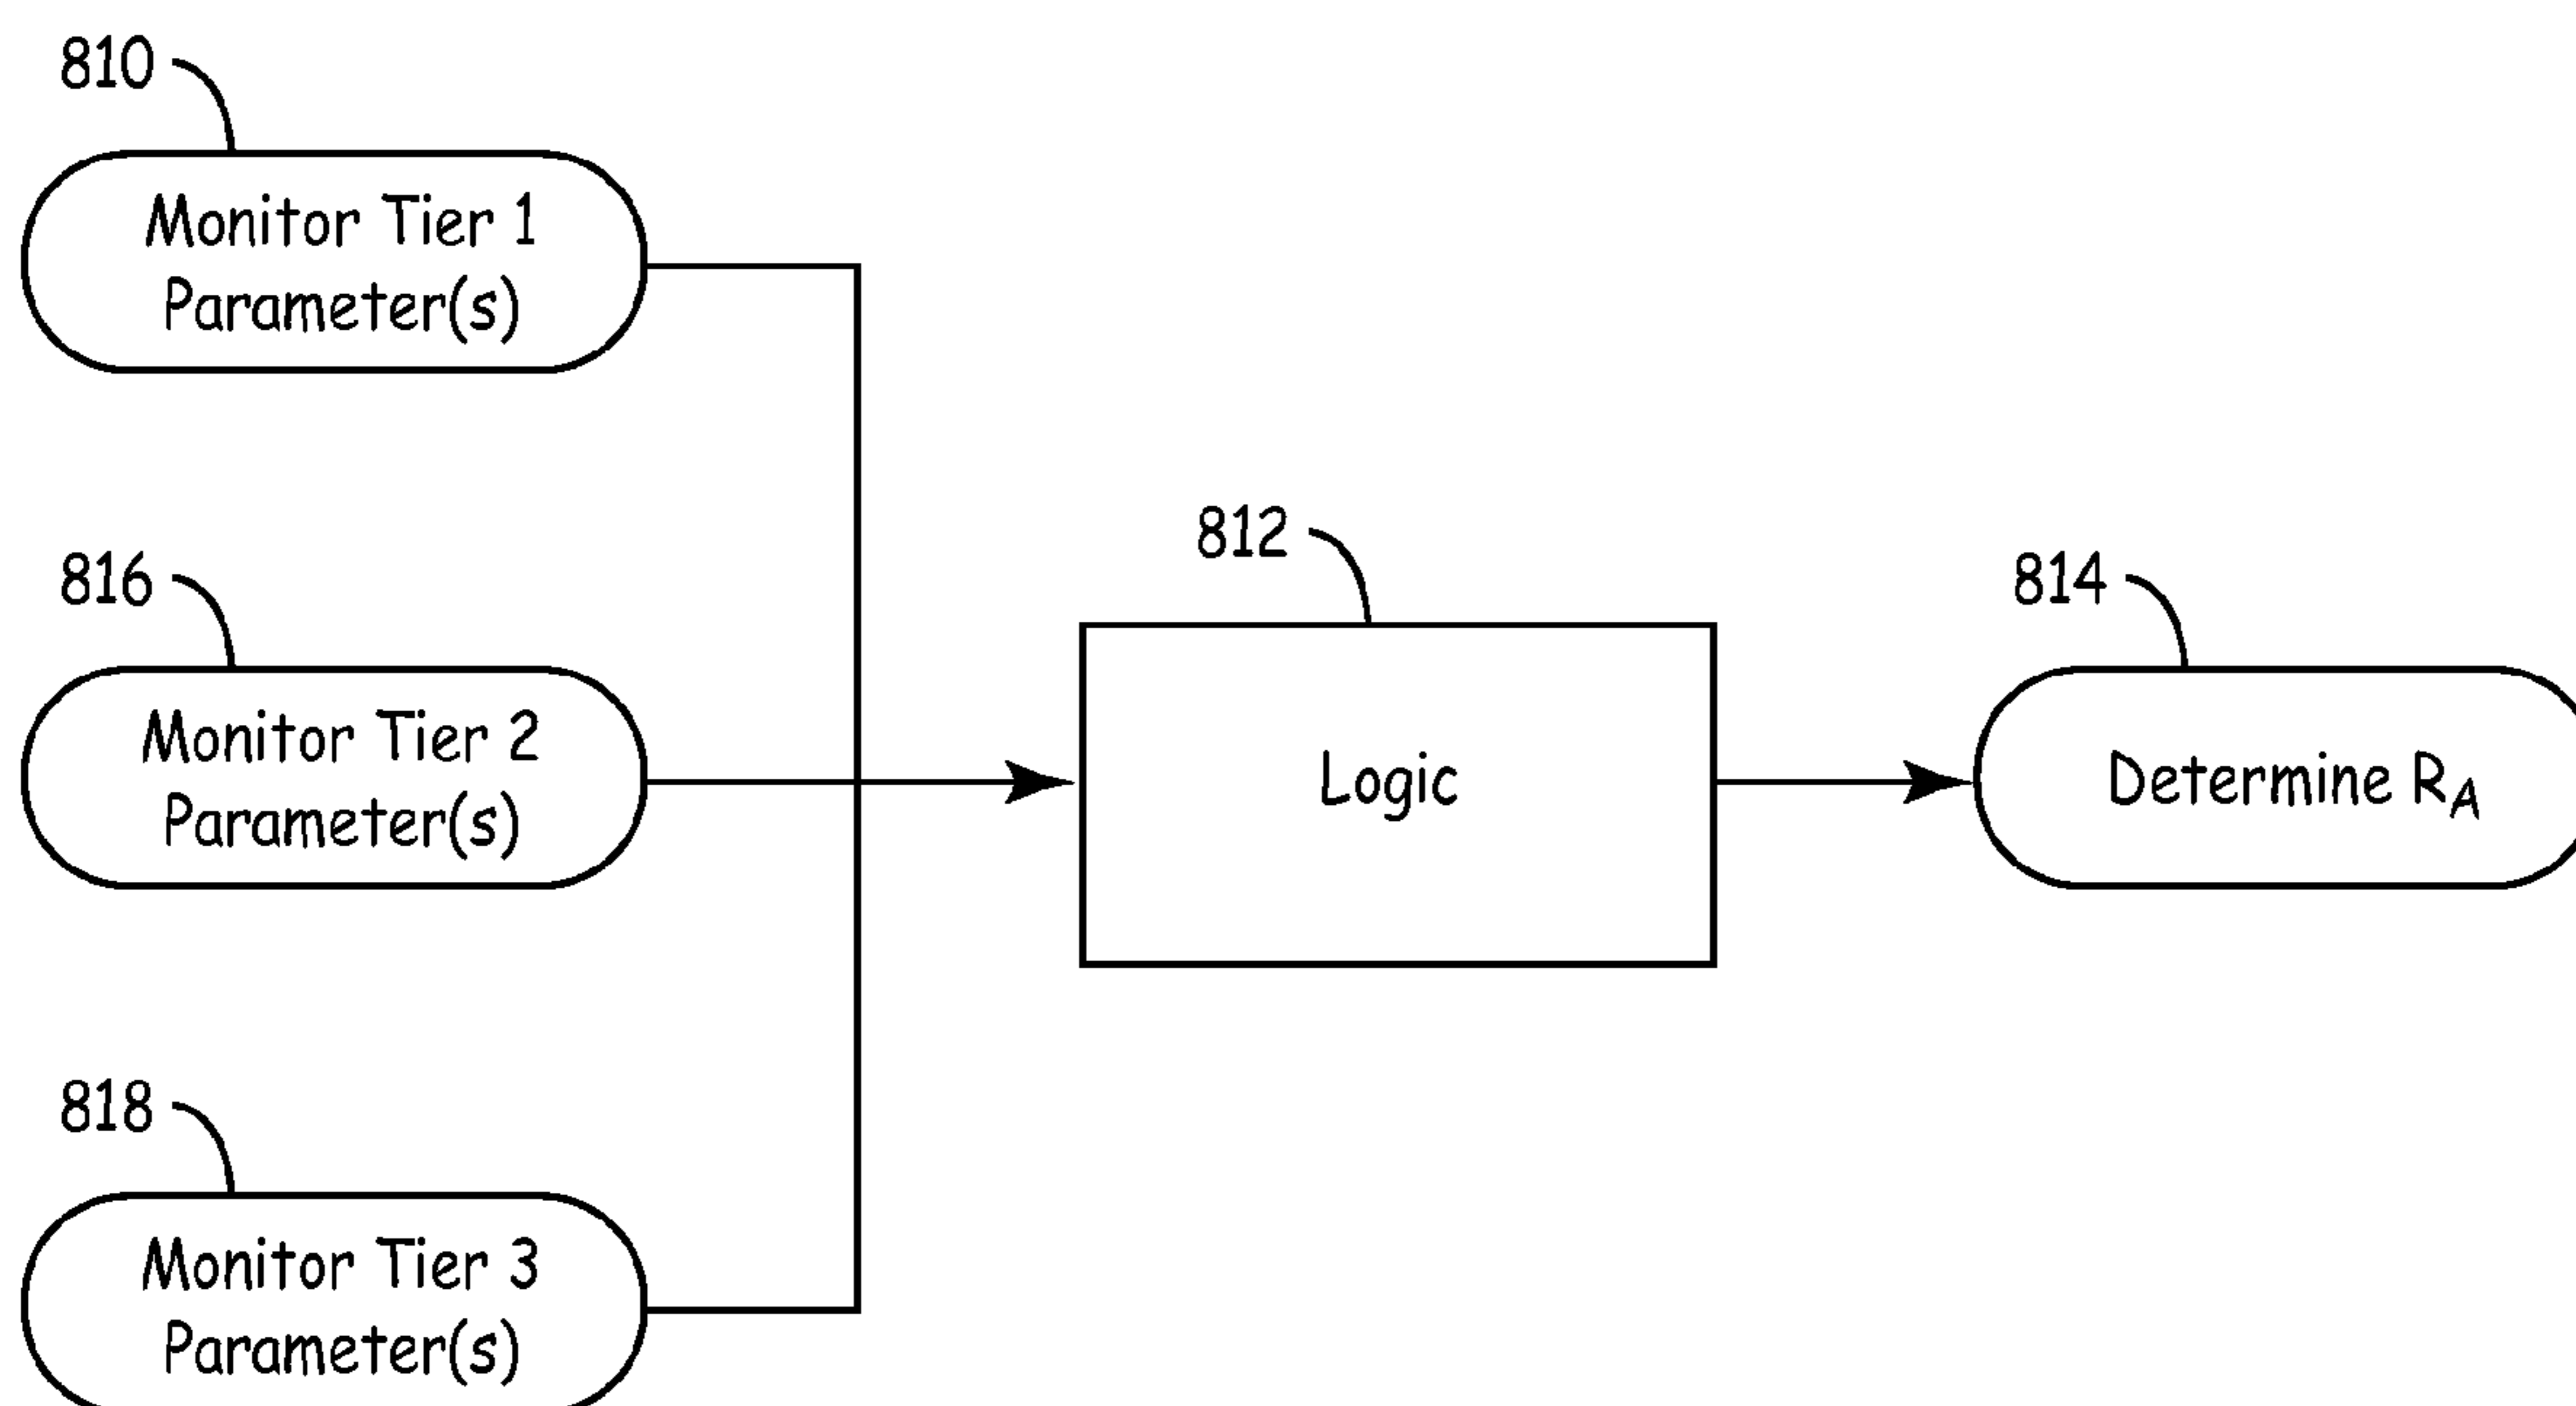 810
Monitor Tier 1
Parameter(s)
816
Monitor Tier 2
Parameter(s)
818
Monitor Tier 3
Parameter(s)
812
Logic
814
Determine R_A